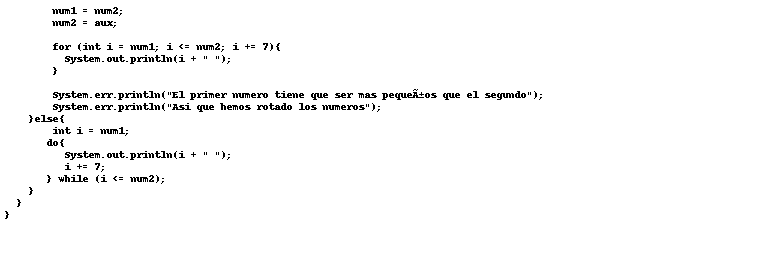 num1 = num2;
num2 = aux;
for (int i = num1; i <= num2; i += 7){
System.out.println(i + " ");
}
System.err.println("El primer numero tiene que ser mas pequeÃ±os que el segundo");
System.err.println("Asi que hemos rotado los numeros");
}else{
int i = num1;
do{
System.out.println(i + " ");
i += 7;
} while (i <= num2);
}
}
}